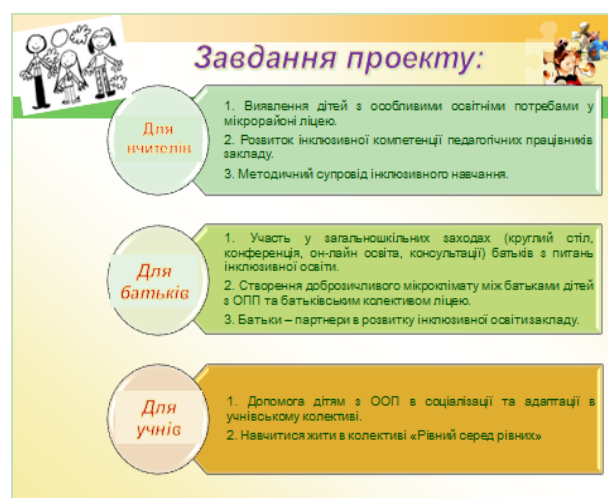 Завдання проекту:
Для
вчителів
1. Виявлення дітей з особливими освітніми потребами у
мікрорайоні ліцею.
2. Розвиток інклюзивної компетенції педагогічних працівників
закладу.
3. Методичний супровід інклюзивного навчання.
Для
батьків
1. Участь у загальношкільних заходах (круглий стіл,
конференція, он-лайн освіта, консультації) батьків з питань
інклюзивної освіти.
2. Створення доброзичливого мікроклімату між батьками дітей
з ОПП та батьківським колективом ліцею.
3. Батьки – партнери в розвитку інклюзивної освіти закладу.
Для
учнів
1. Допомога дітям з ООП в соціалізації та адаптації в
учнівському колективі.
2. Навчитися жити в колективі «Рівний серед рівних»